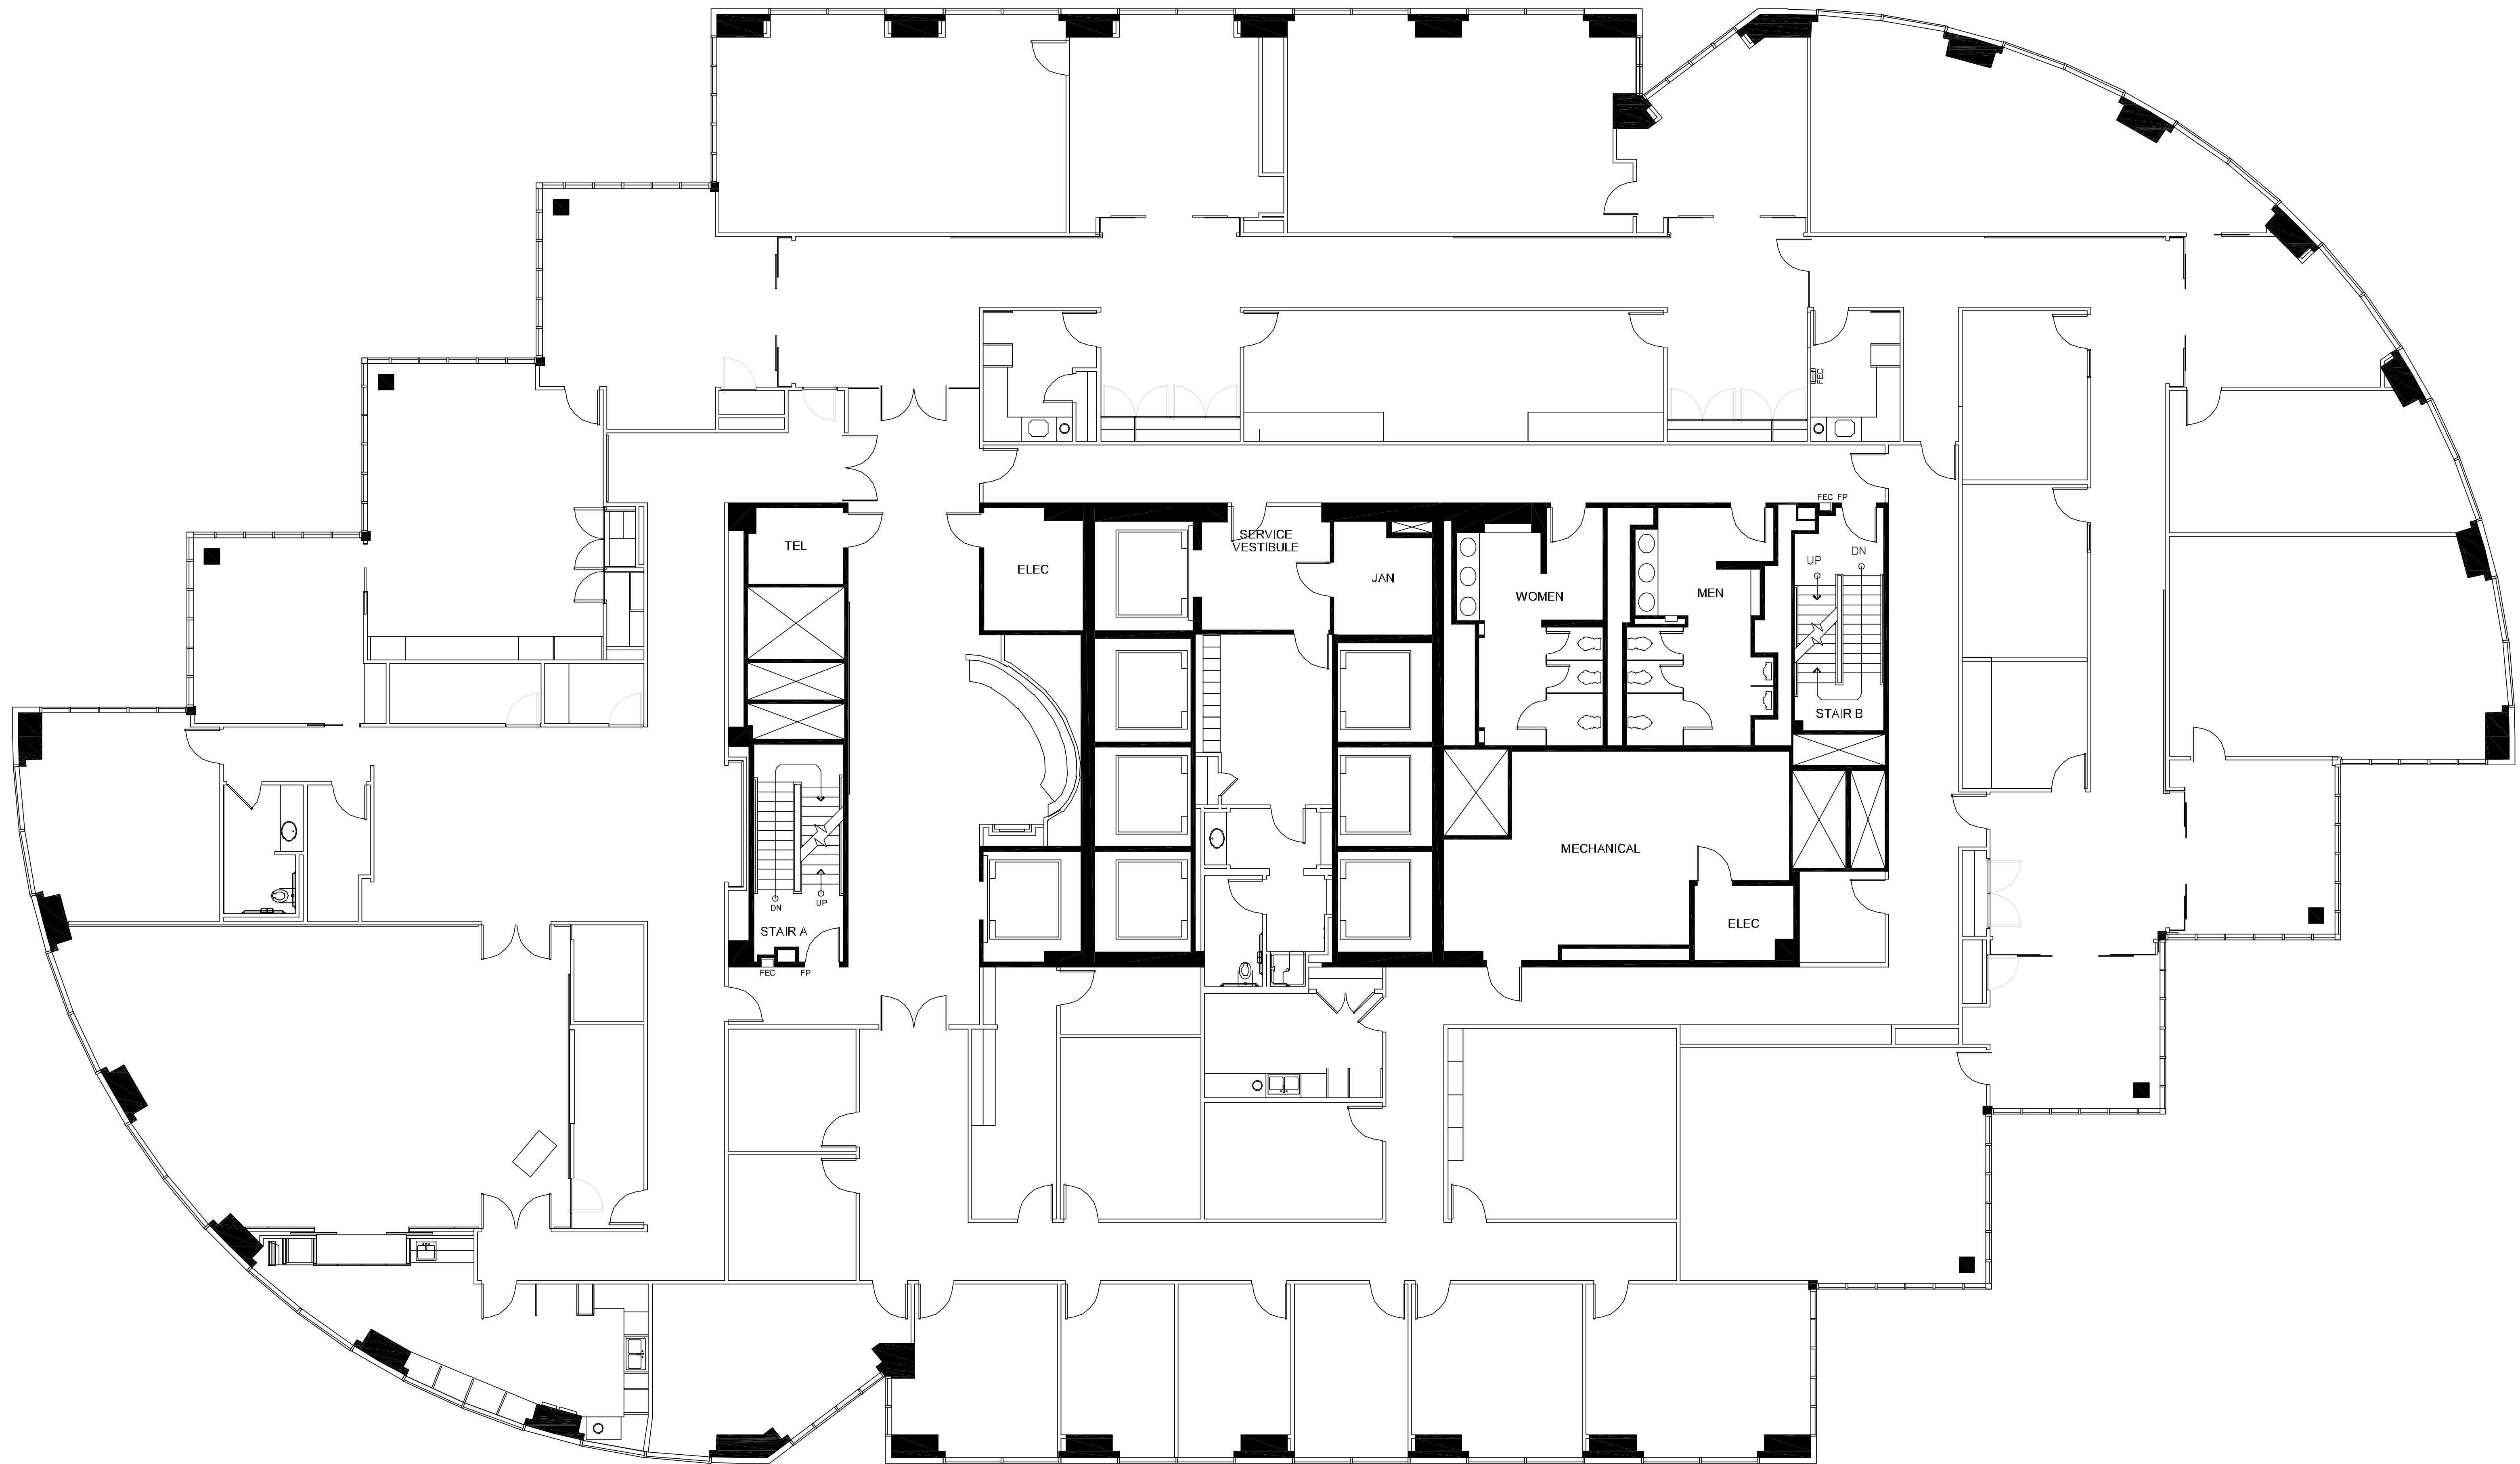 FEC
FEC FP
TEL
SERVICE
VESTIBULE
ELEC
JAN
WOMEN
MEN
UP
DN
STAIR B
MECHANICAL
DN
UP
STAIR A
ELEC
FEC
FP